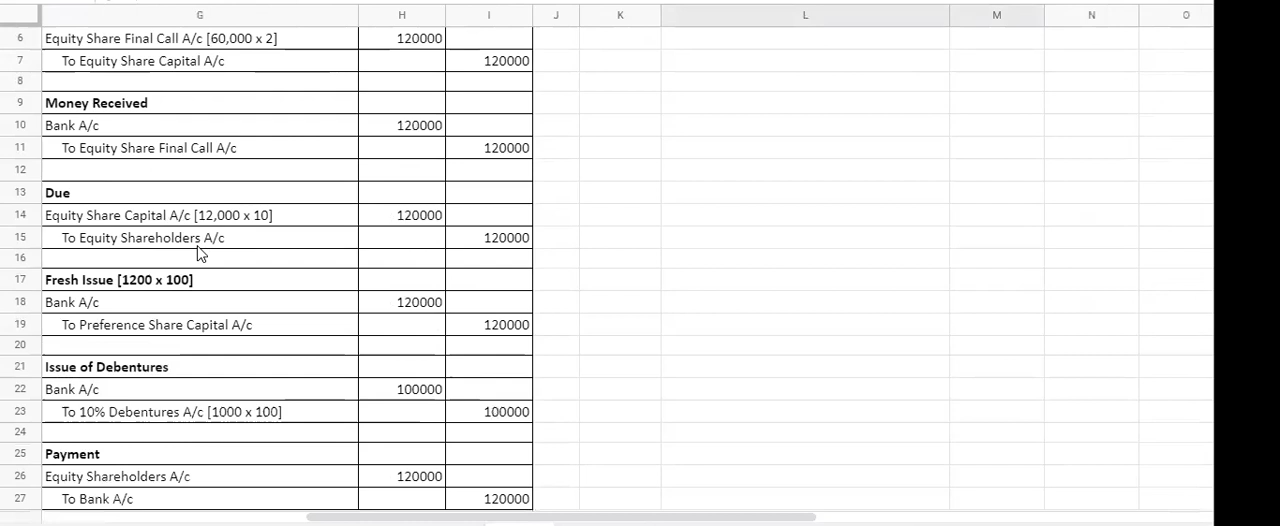 G H I J K L M N O
6 Equity Share Final Call A/c [60,000 x 2] 120000
7 To Equity Share Capital A/c 120000
8
9 Money Received
10 Bank A/c 120000
11 To Equity Share Final Call A/c 120000
12
13 Due
14 Equity Share Capital A/c [12,000 x 10] 120000
15 To Equity Shareholders A/c 120000
16
17 Fresh Issue [1200 x 100]
18 Bank A/c 120000
19 To Preference Share Capital A/c 120000
20
21 Issue of Debentures
22 Bank A/c 100000
23 To 10% Debentures A/c [1000 x 100] 100000
24
25 Payment
26 Equity Shareholders A/c 120000
27 To Bank A/c 120000